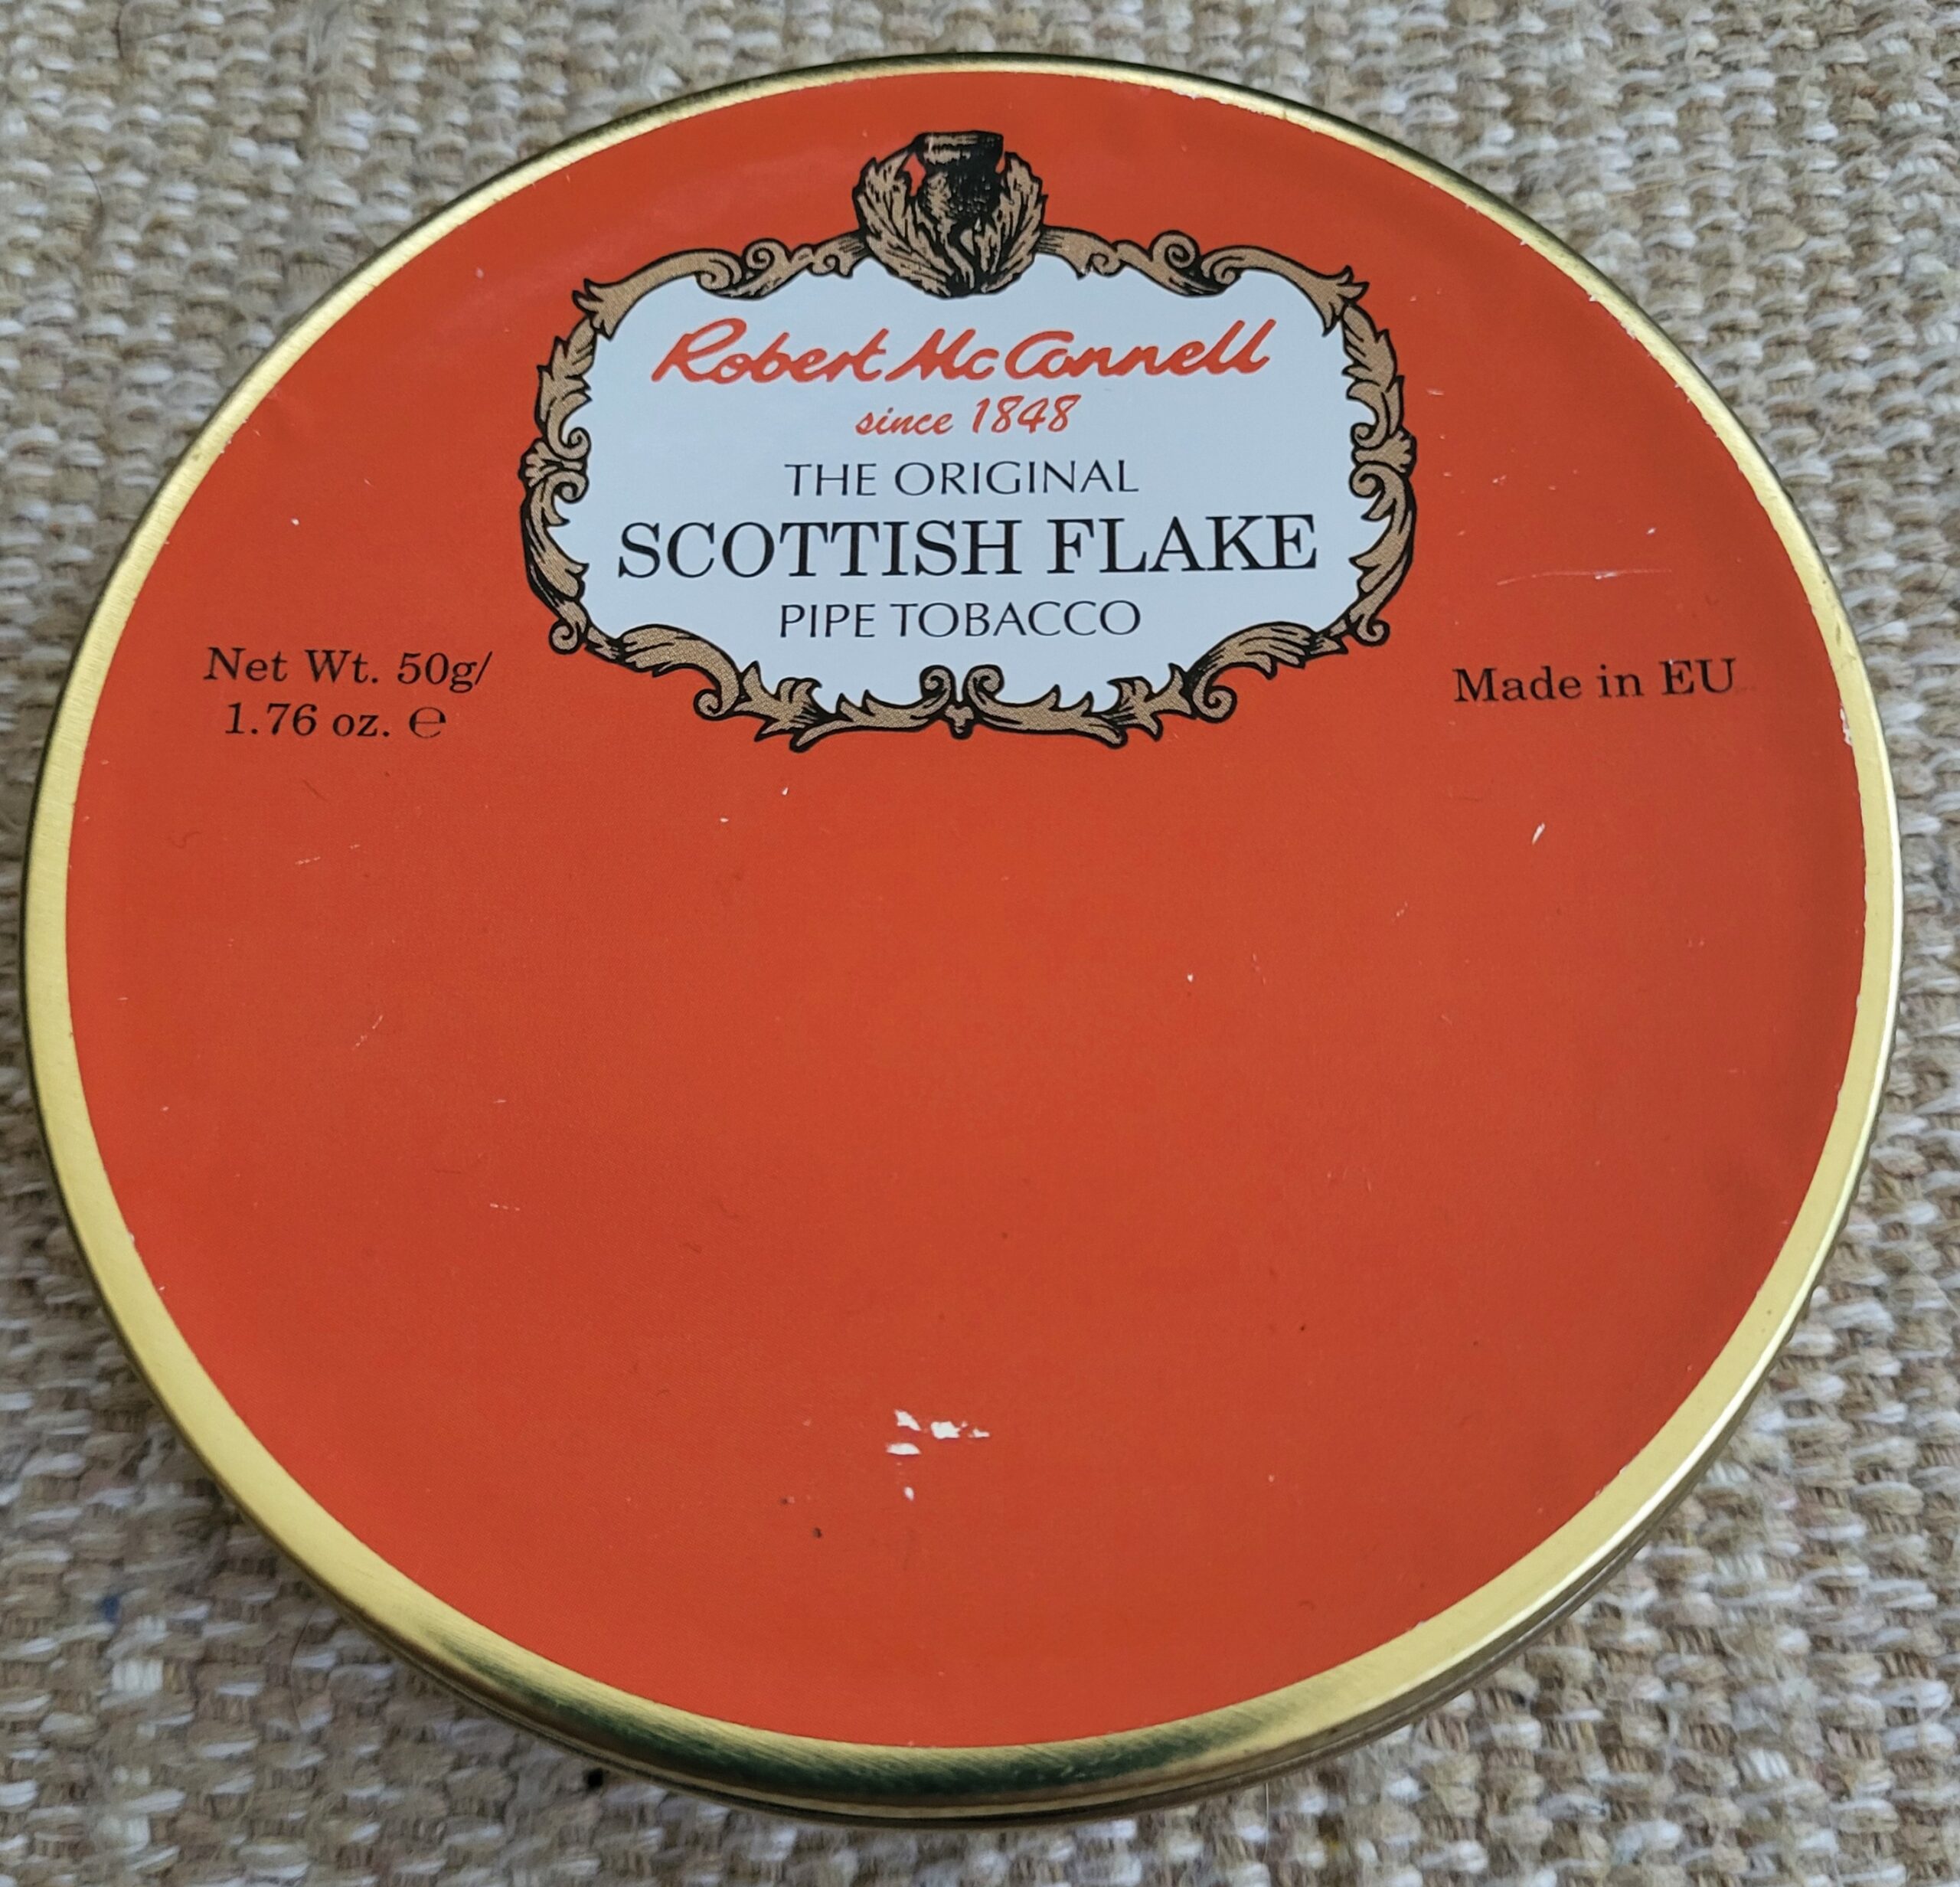 Robert McConnell
since 1848
THE ORIGINAL
SCOTTISH FLAKE
PIPE TOBACCO
Net Wt. 50g/
1.76 oz. ℮
Made in EU